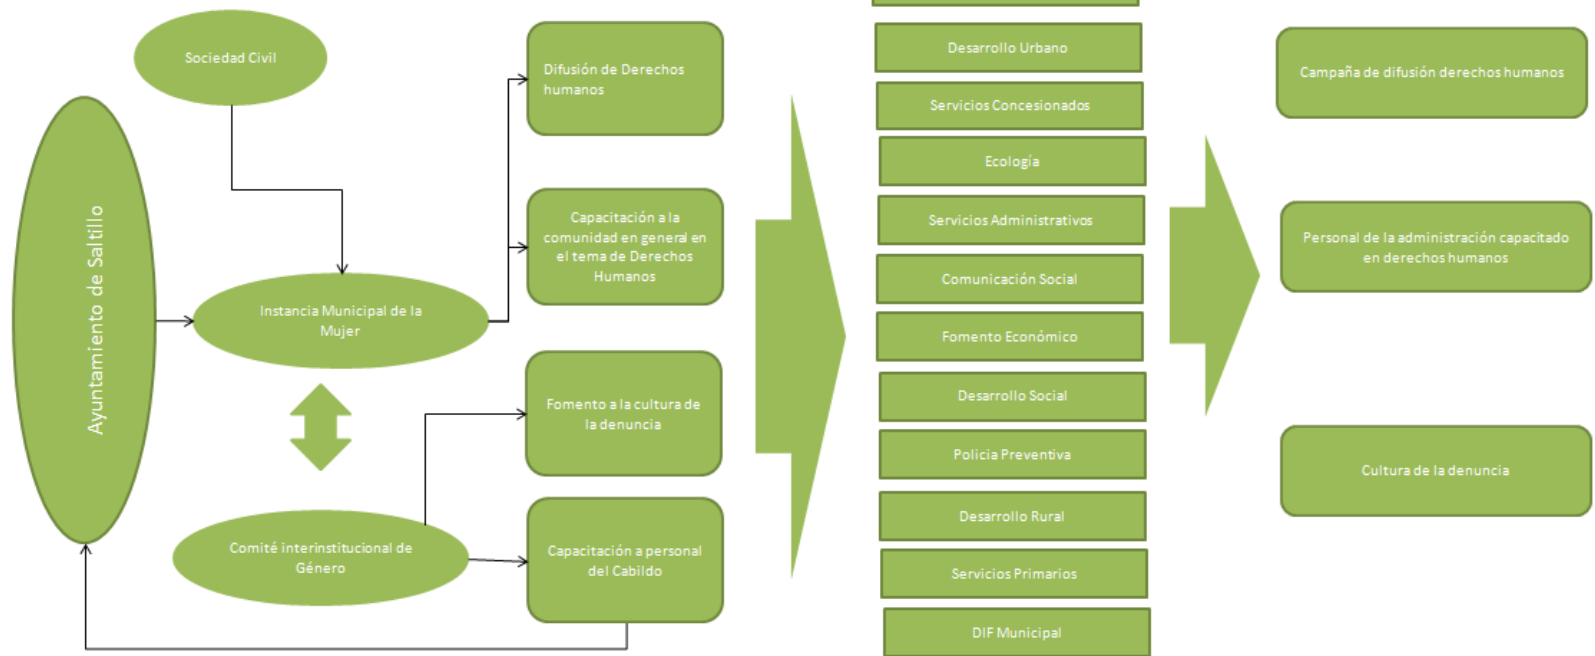 Sociedad Civil
Ayuntamiento de Saltillo
Instancia Municipal de la
Mujer
Comité interinstitucional de
Género
Difusión de Derechos
humanos
Capacitación a la
comunidad en general en
el tema de Derechos
Humanos
Fomento a la cultura de
la denuncia
Capacitación a personal
del Cabildo
Desarrollo Urbano
Servicios Concesionados
Ecología
Servicios Administrativos
Comunicación Social
Fomento Económico
Desarrollo Social
Policia Preventiva
Desarrollo Rural
Servicios Primarios
DIF Municipal
Campaña de difusión derechos humanos
Personal de la administración capacitado
en derechos humanos
Cultura de la denuncia